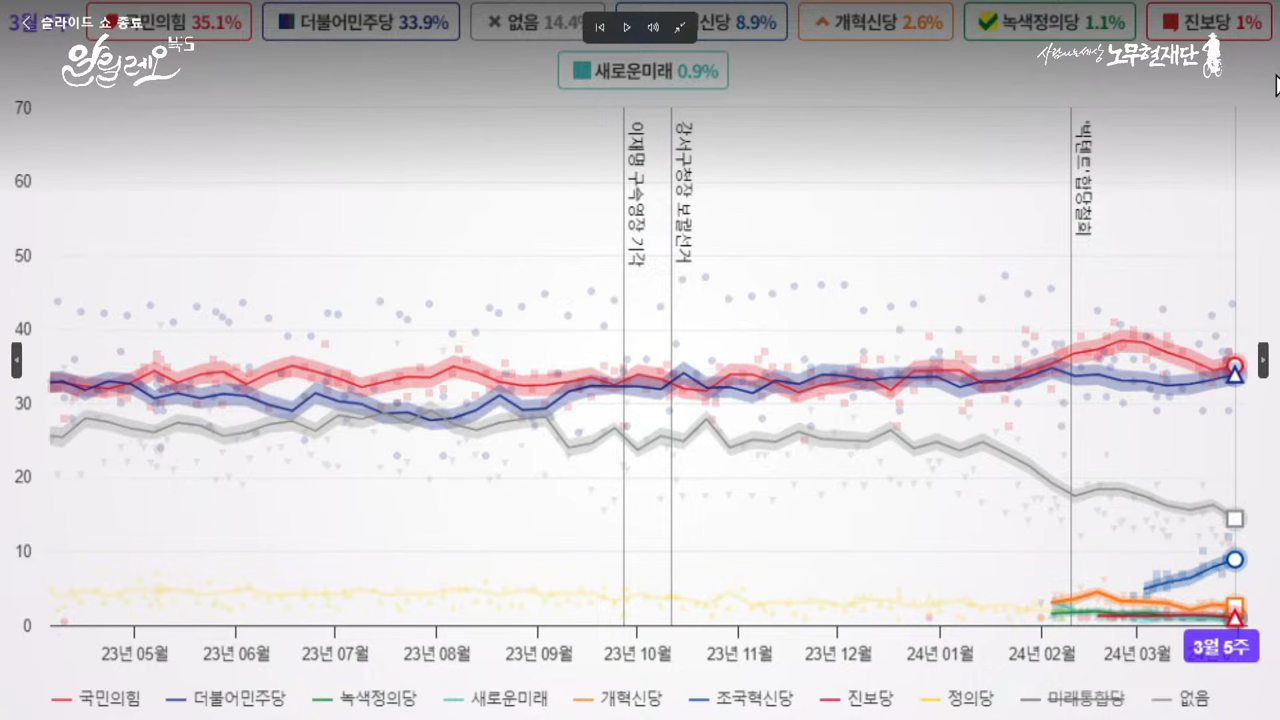 슬라이드 쇼 종료
국민의힘 35.1%
더불어민주당 33.9%
없음 14.4%
신당 8.9%
개혁신당 2.6%
녹색정의당 1.1%
진보당 1%
새로운미래 0.9%
알릴레오 북's
사람사는세상 노무현재단
70
60
50
40
30
20
10
0
이재명 구속영장 기각
강서구청장 보궐선거
'빅텐트' 합당철회
23년 05월
23년 06월
23년 07월
23년 08월
23년 09월
23년 10월
23년 11월
23년 12월
24년 01월
24년 02월
24년 03월
3월 5주
국민의힘
더불어민주당
녹색정의당
새로운미래
개혁신당
조국혁신당
진보당
정의당
미래통합당
없음